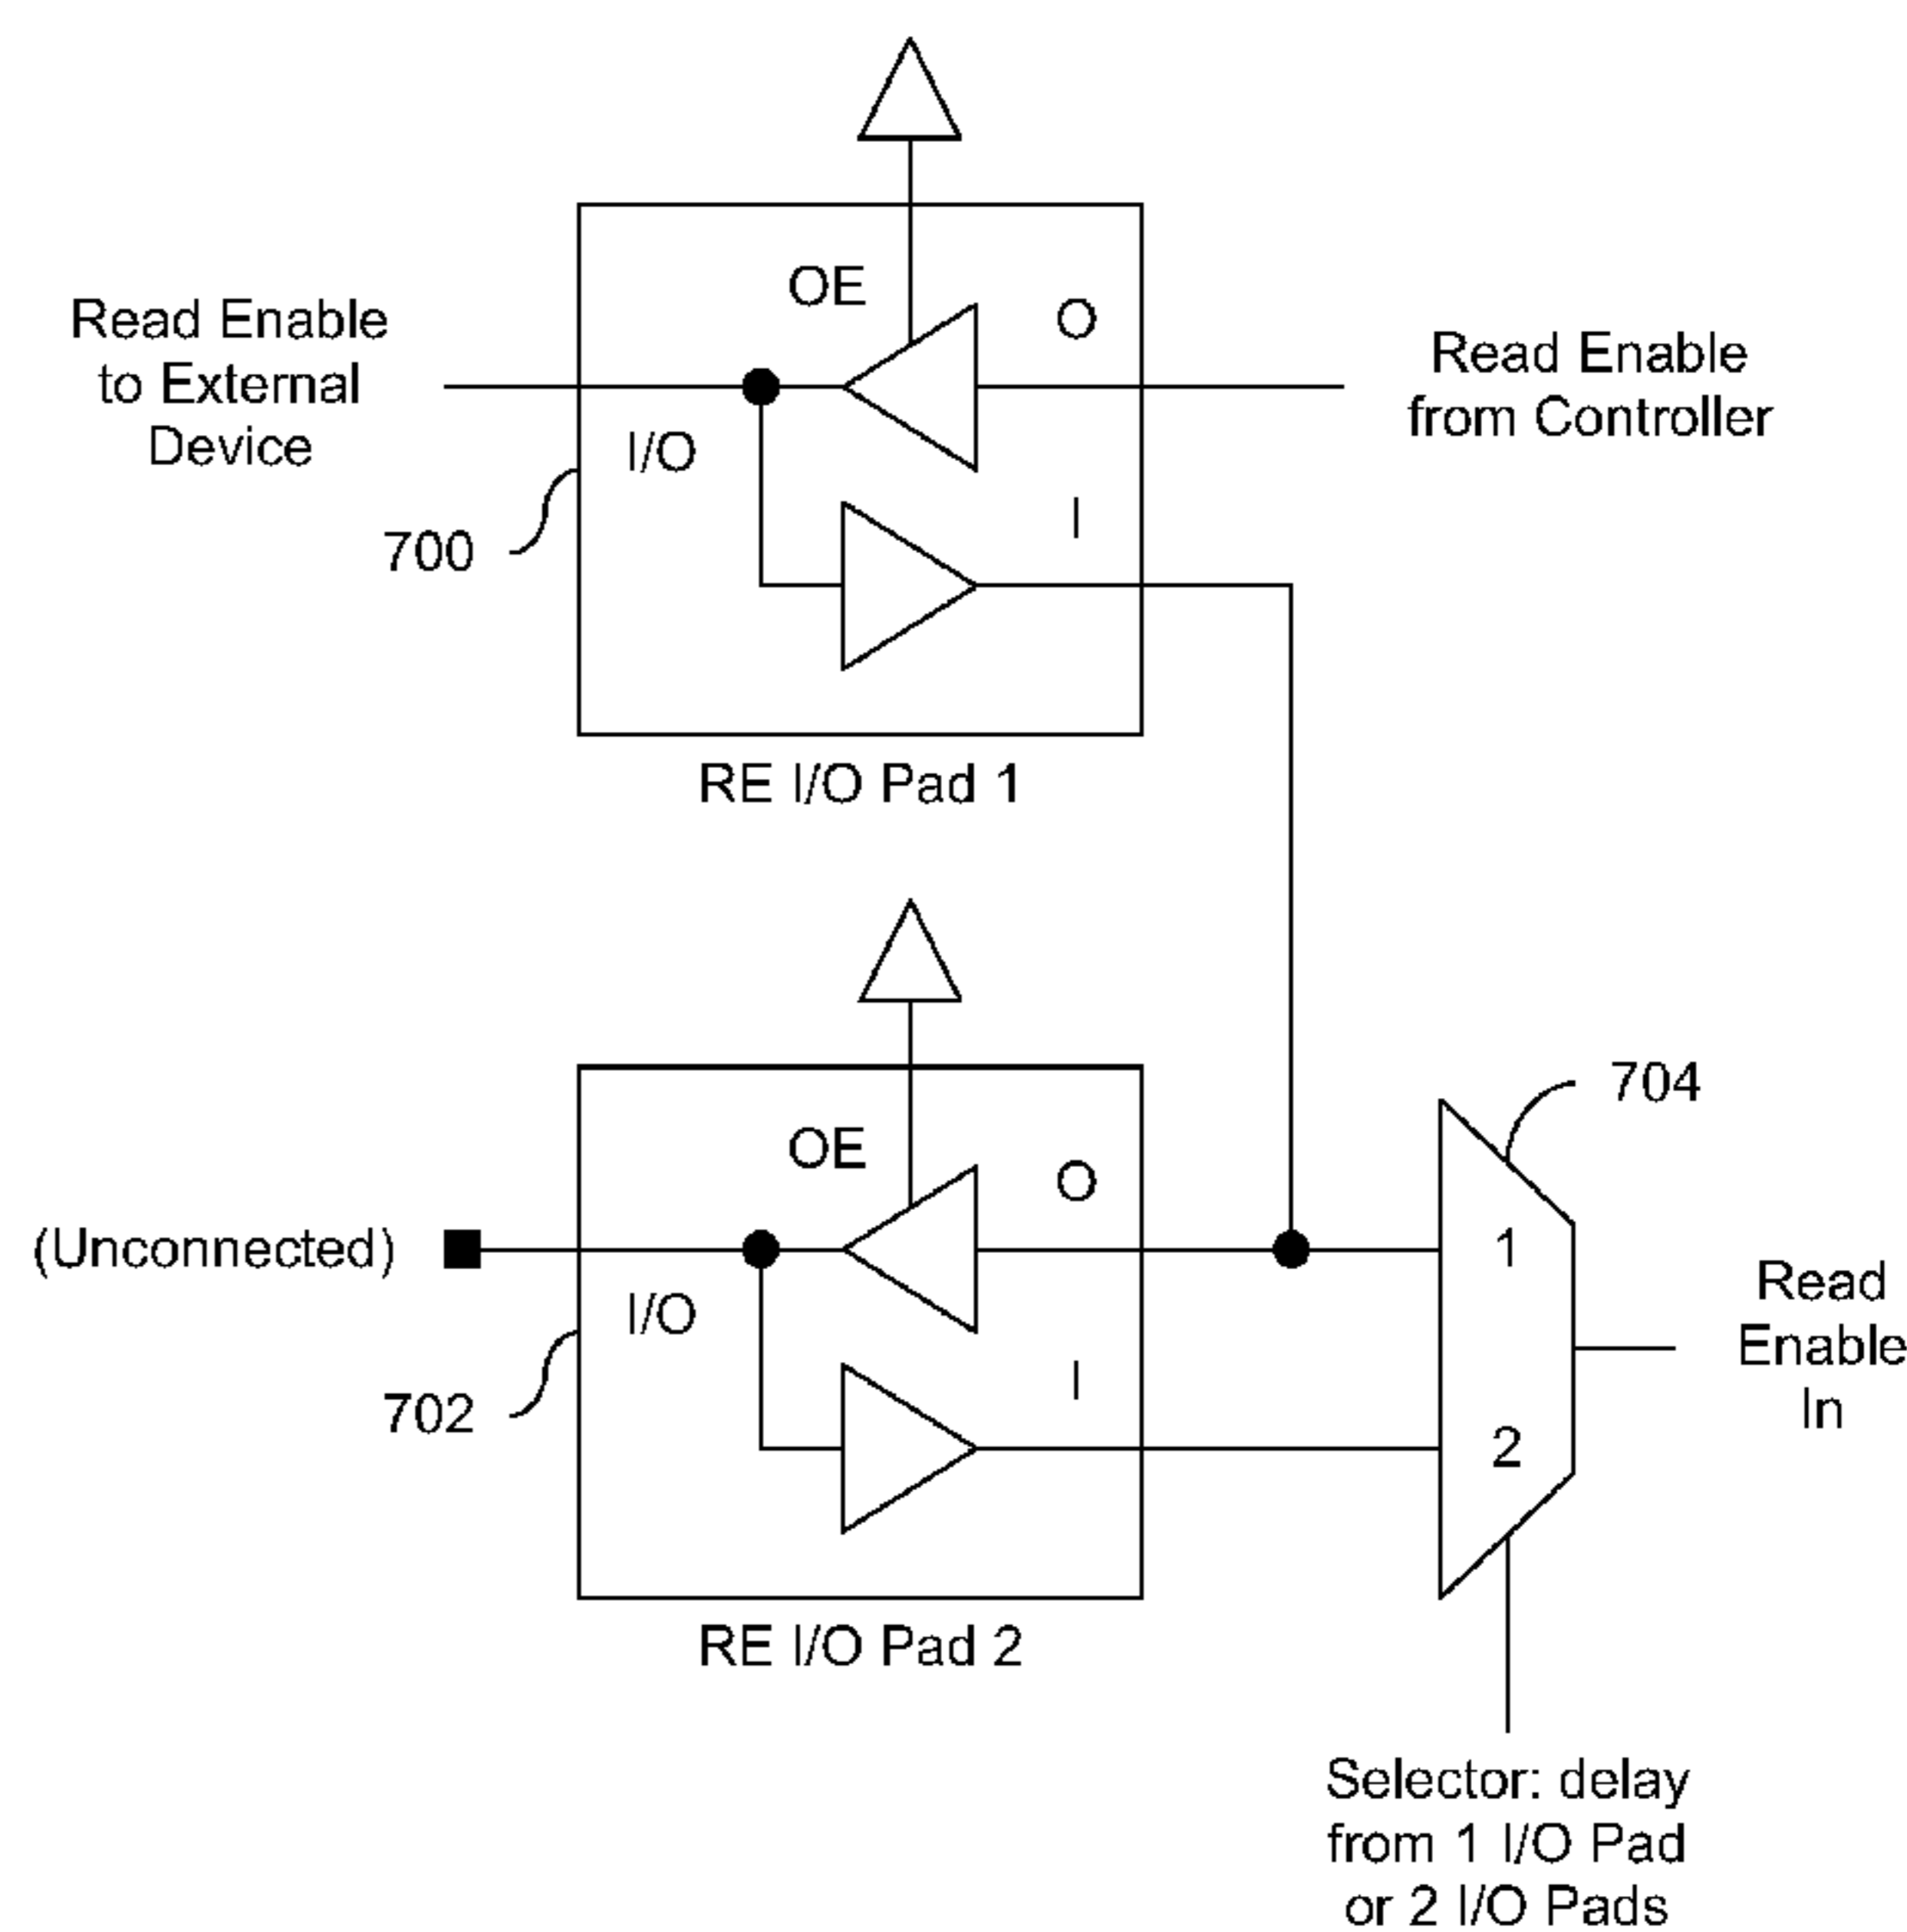 OE
O
Read Enable
to External
Device
Read Enable
from Controller
I/O
I
700
RE I/O Pad 1
704
OE
O
(Unconnected)
1
I/O
Read
Enable
In
I
702
2
RE I/O Pad 2
Selector: delay
from 1 I/O Pad
or 2 I/O Pads